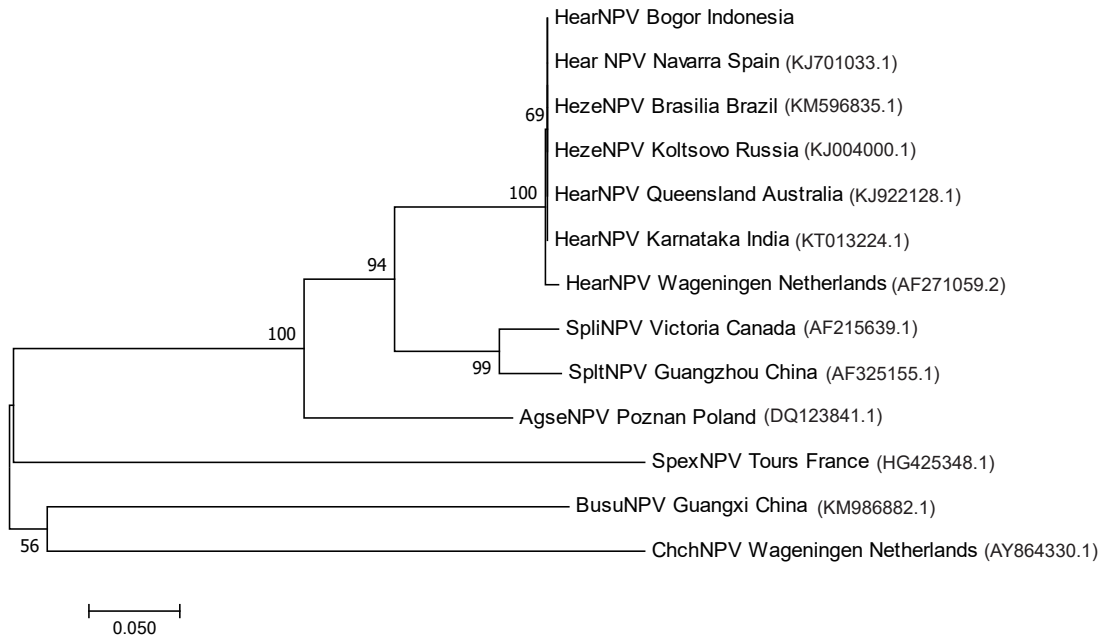 HearNPV Bogor Indonesia
Hear NPV Navarra Spain (KJ701033.1)
HezeNPV Brasilia Brazil (KM596835.1)
69
HezeNPV Koltsovo Russia (KJ004000.1)
HearNPV Queensland Australia (KJ922128.1)
100
HearNPV Karnataka India (KT013224.1)
94
HearNPV Wageningen Netherlands (AF271059.2)
SpliNPV Victoria Canada (AF215639.1)
100
99
SpltNPV Guangzhou China (AF325155.1)
AgseNPV Poznan Poland (DQ123841.1)
SpexNPV Tours France (HG425348.1)
BusuNPV Guangxi China (KM986882.1)
56
ChchNPV Wageningen Netherlands (AY864330.1)
0.050